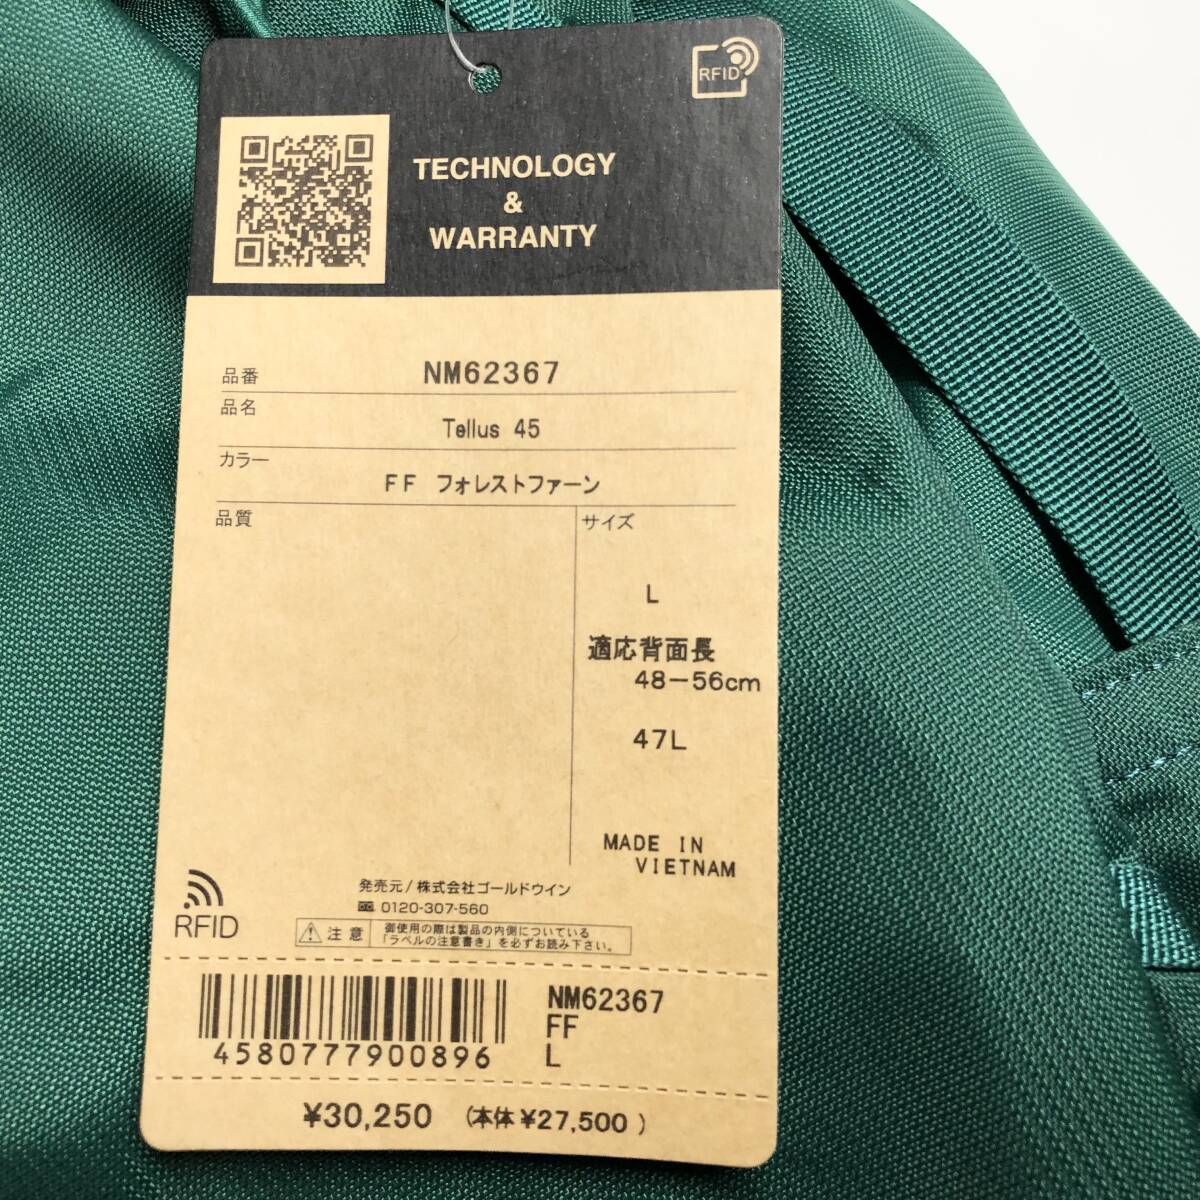 RFID
TECHNOLOGY
&
WARRANTY
品番 NM62367
品名
Tellus 45
カラー
FF フォレストファーン
品質
サイズ
L
適応背面長
48-56cm
47L
MADE IN
VIETNAM
発売元/株式会社ゴールドウイン
0120-307-560
RFID
注意
御使用の際は製品の内側についている
「ラベルの注意書き」を必ずお読み下さい。
4580777900896
NM62367
FF
L
¥30,250 (本体 ¥27,500 )